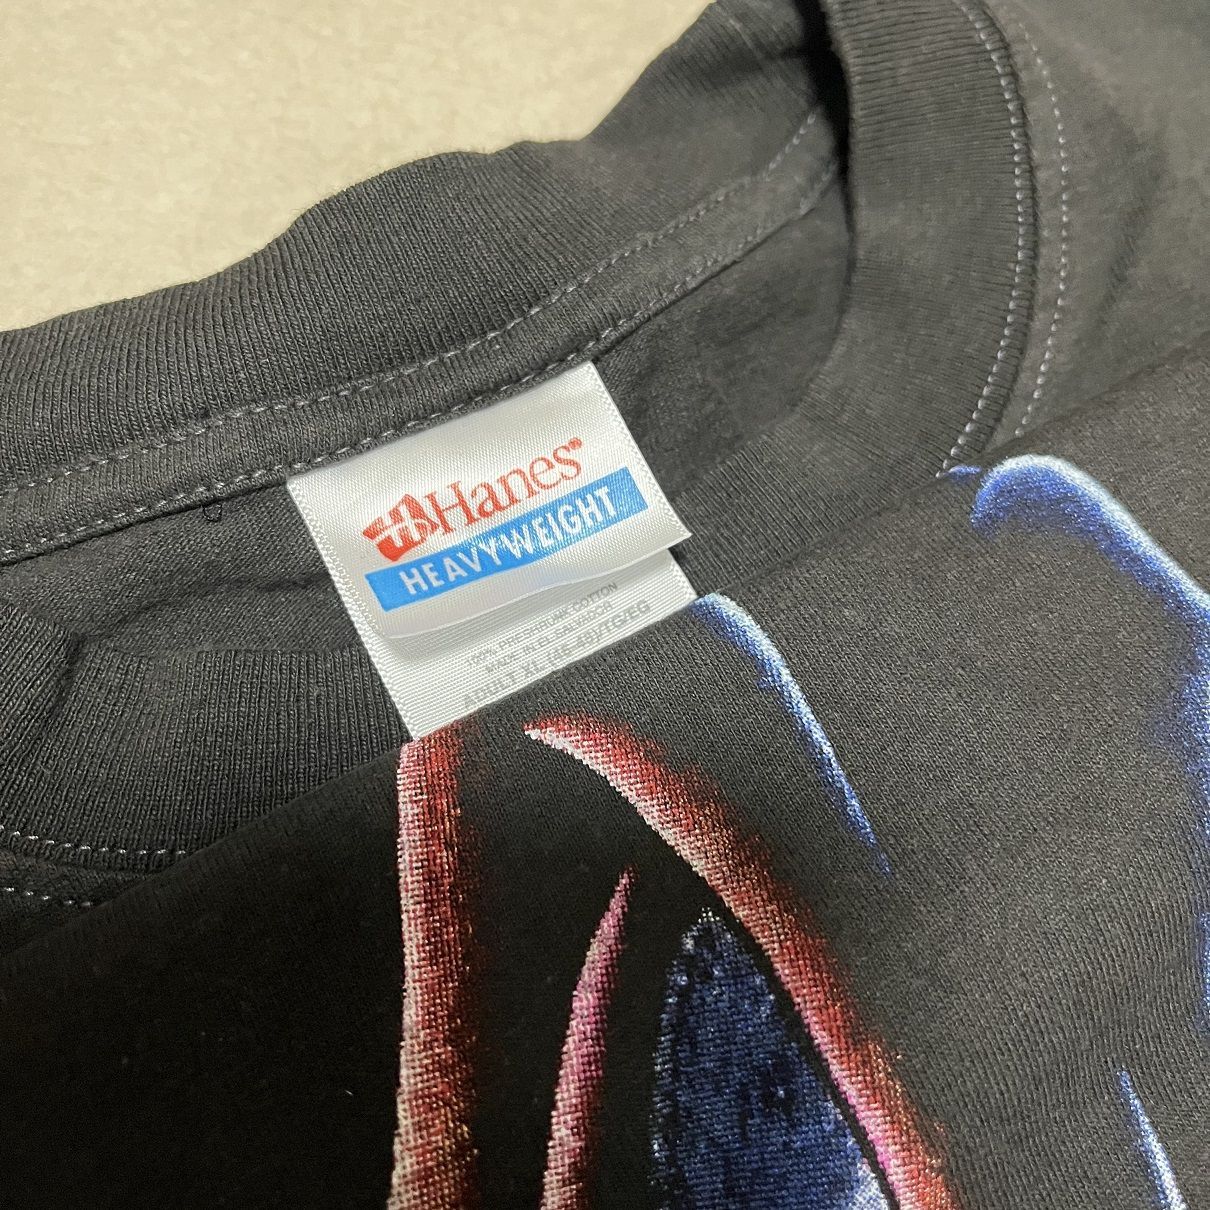 Hanes
HEAVYWEIGHT
100% PRESHRUNK COTTON
MADE IN EL SALVADOR
ADULT XL (46-48)/TG/EG